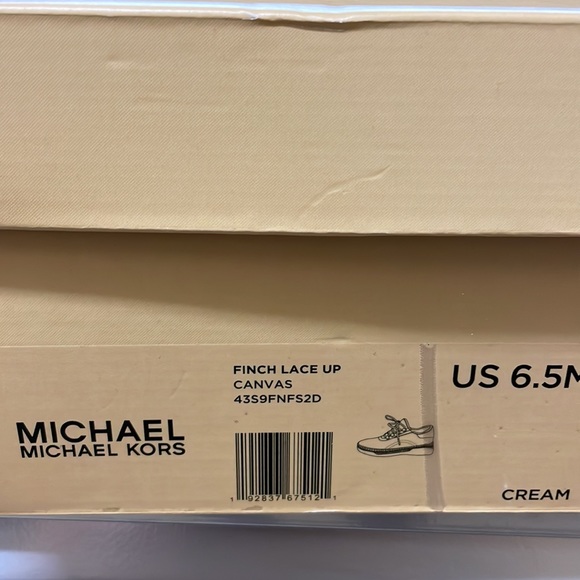 FINCH LACE UP
CANVAS
43S9FNFS2D
US 6.5M
MICHAEL
MICHAEL KORS
1 92837 67512 1
CREAM